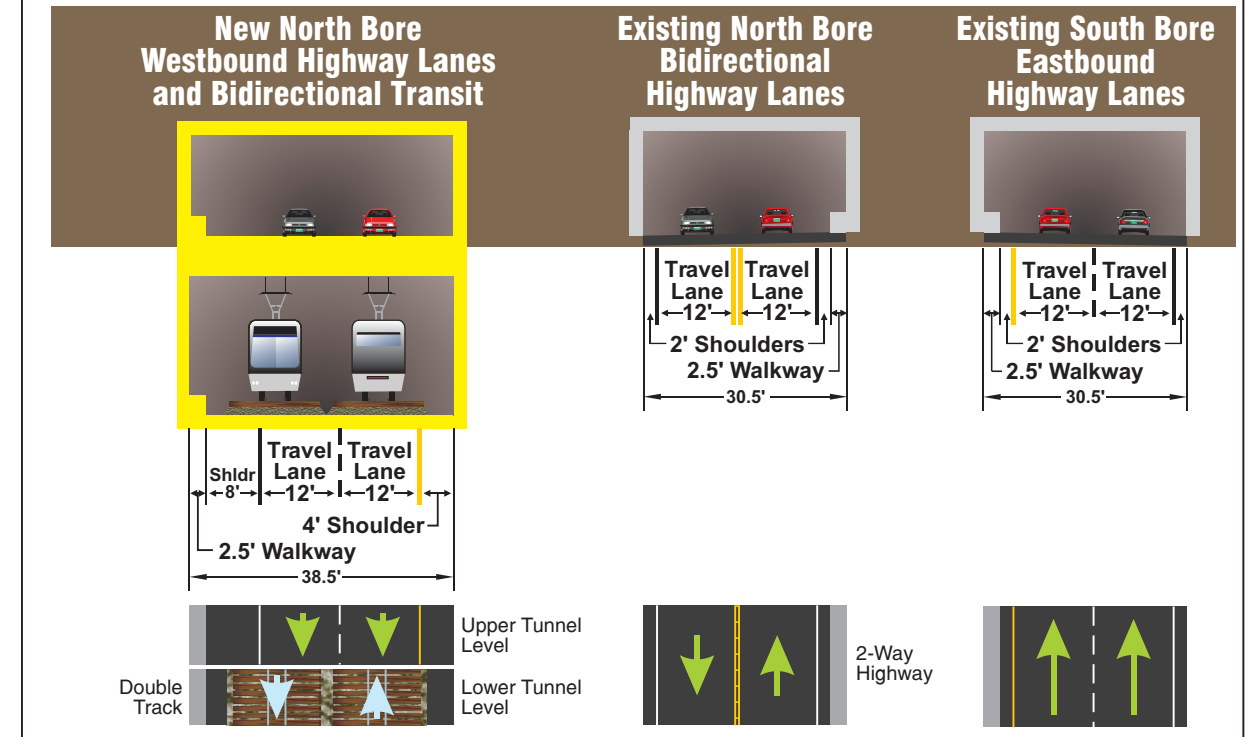 New North Bore
Westbound Highway Lanes
and Bidirectional Transit
Existing North Bore
Bidirectional
Highway Lanes
Existing South Bore
Eastbound
Highway Lanes
Travel
Lane
12'
Travel
Lane
12'
2' Shoulders
2.5' Walkway
30.5'
Travel
Lane
12'
Travel
Lane
12'
2' Shoulders
2.5' Walkway
30.5'
Shldr
8'
Travel
Lane
12'
Travel
Lane
12'
4' Shoulder
2.5' Walkway
38.5'
Upper Tunnel
Level
Double
Track
Lower Tunnel
Level
2-Way
Highway